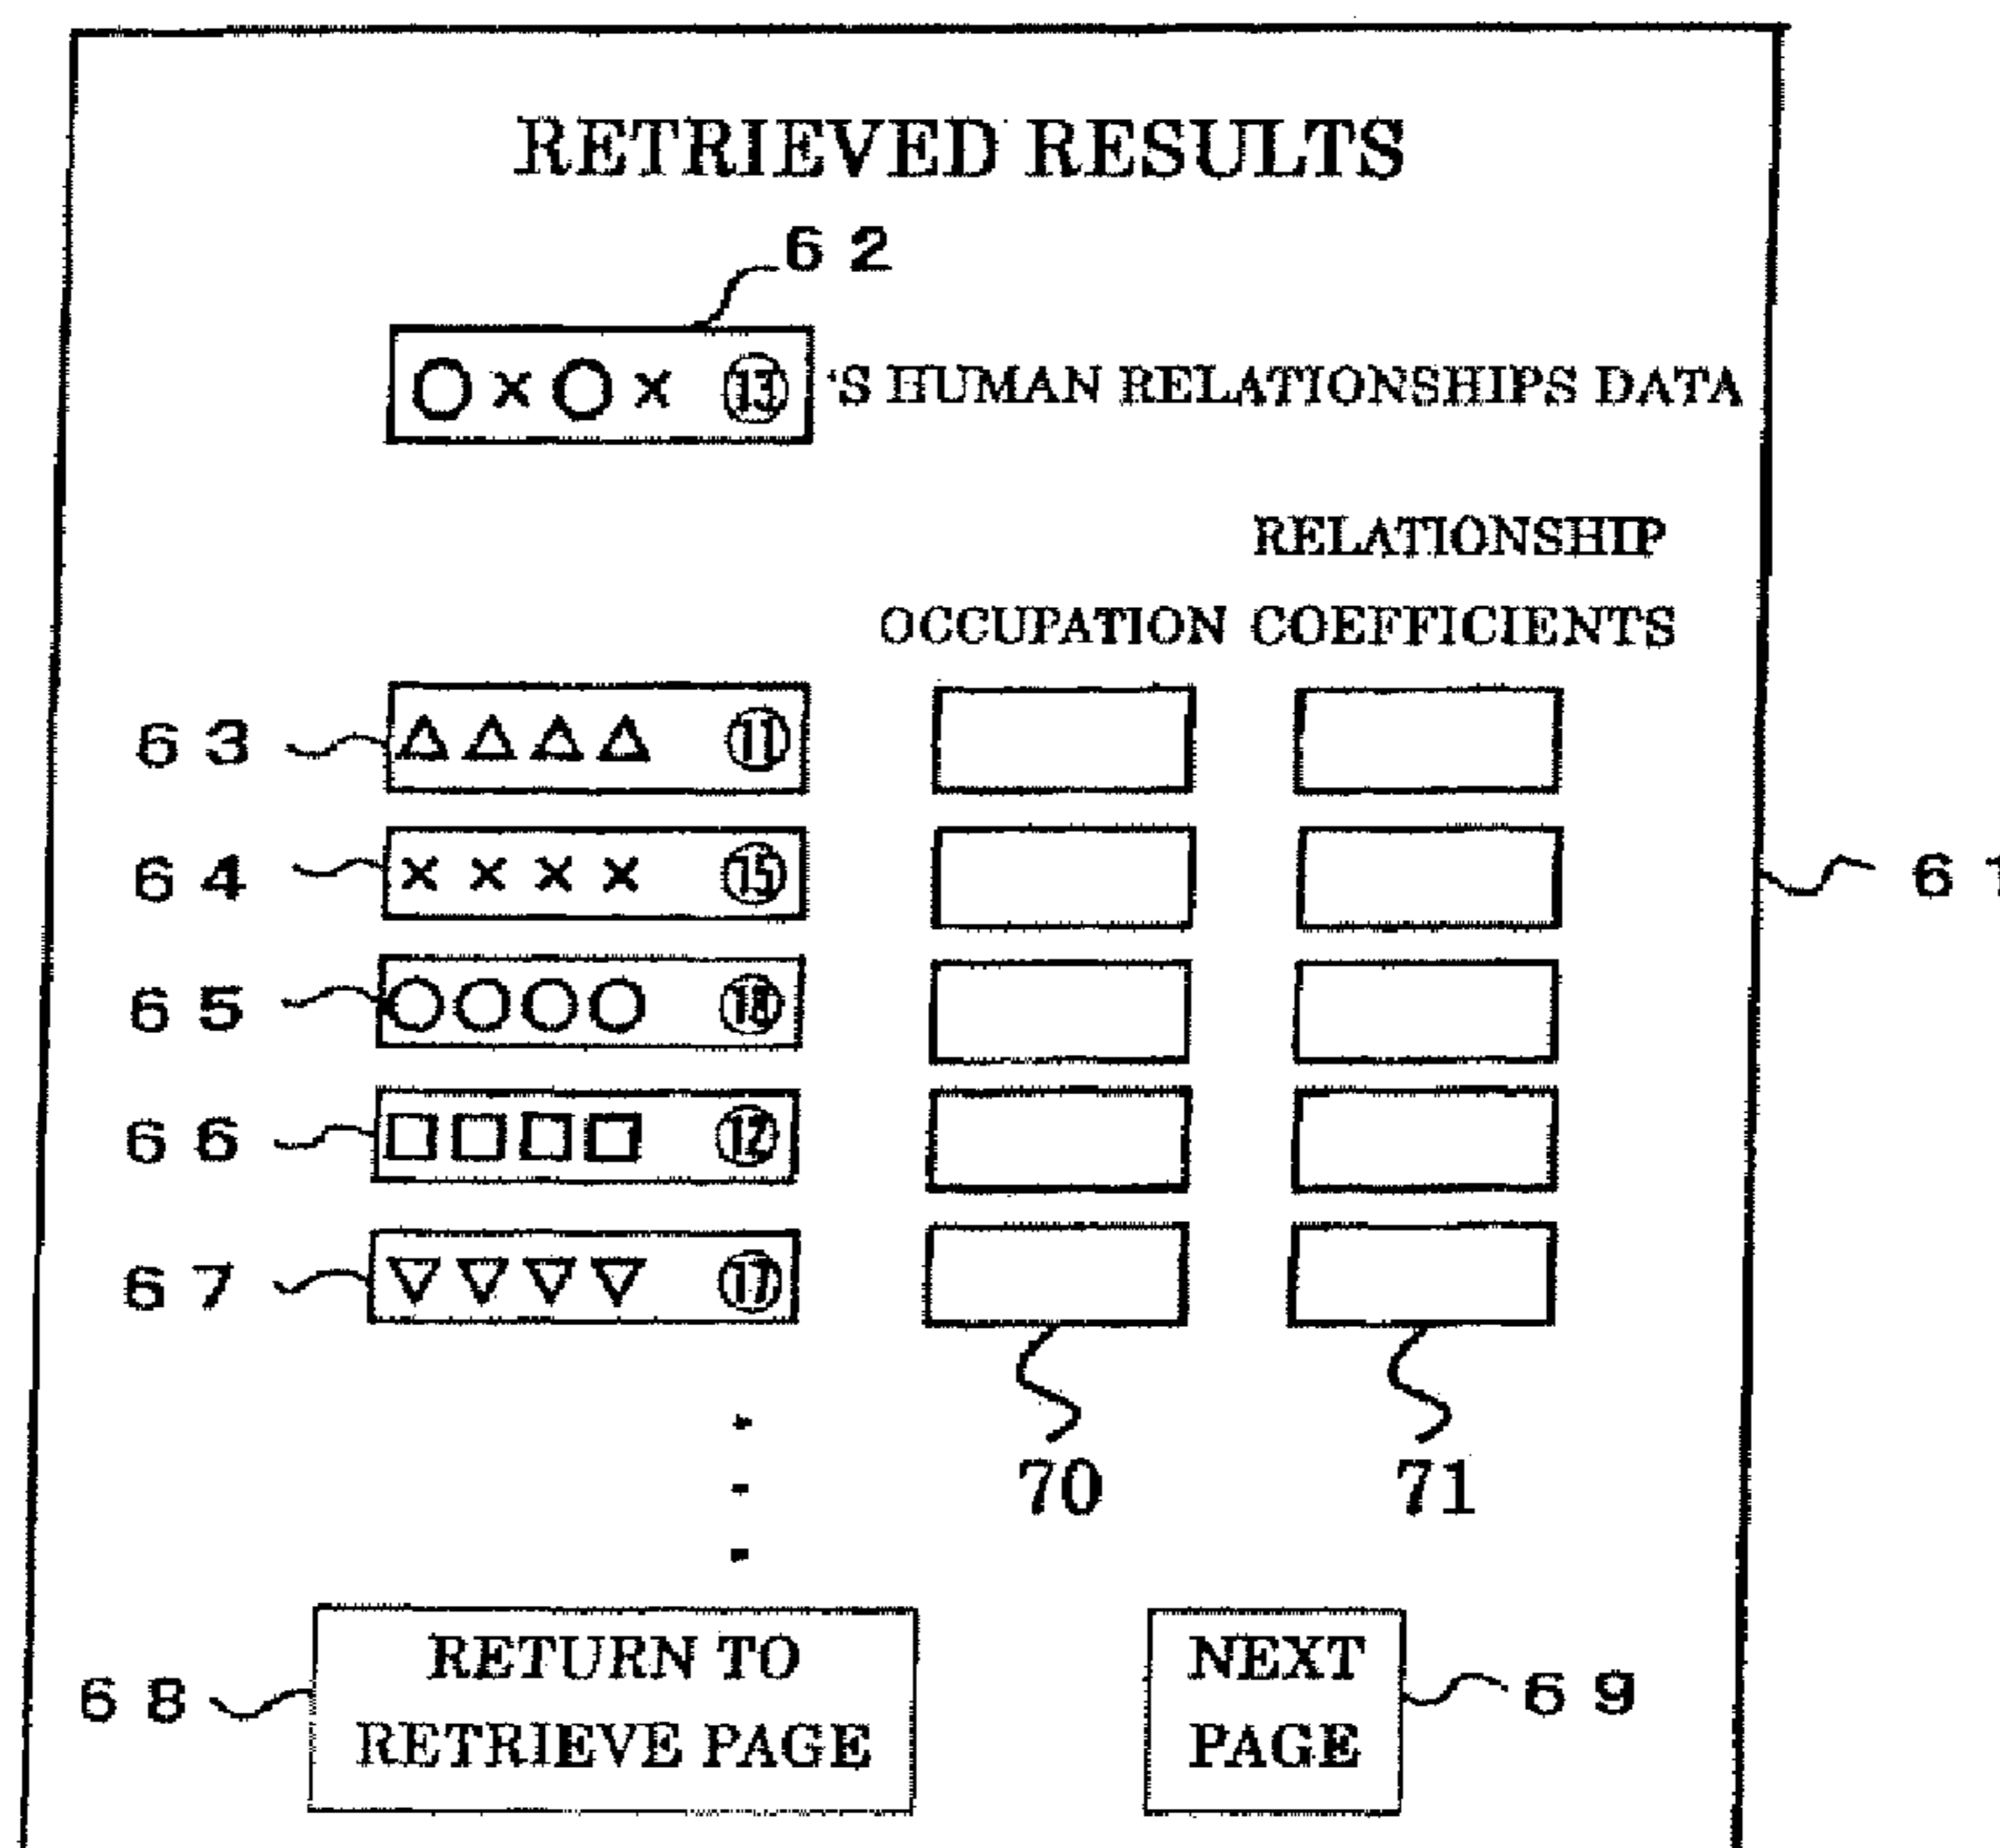 RETRIEVED RESULTS
62
○×○× ⑬ 'S HUMAN RELATIONSHIPS DATA
RELATIONSHIP
OCCUPATION COEFFICIENTS
63 △△△△ ⑪
64 ×××× ⑮ 61
65 ○○○○ ⑱
66 □□□□ ⑫
67 ▽▽▽▽ ⑰
70 71
RETURN TO NEXT
68 69
RETRIEVE PAGE PAGE